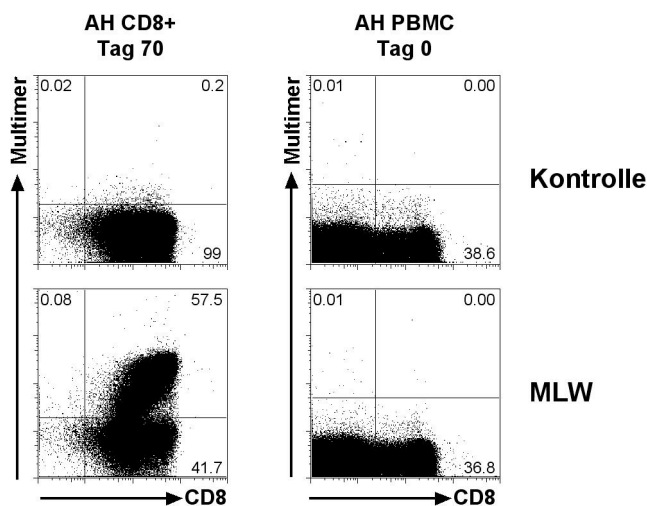 AH CD8+
Tag 70
AH PBMC
Tag 0
Multimer
0.02
0.2
99
Multimer
0.01
0.00
38.6
Kontrolle
0.08
57.5
41.7
0.01
0.00
36.8
MLW
CD8
CD8